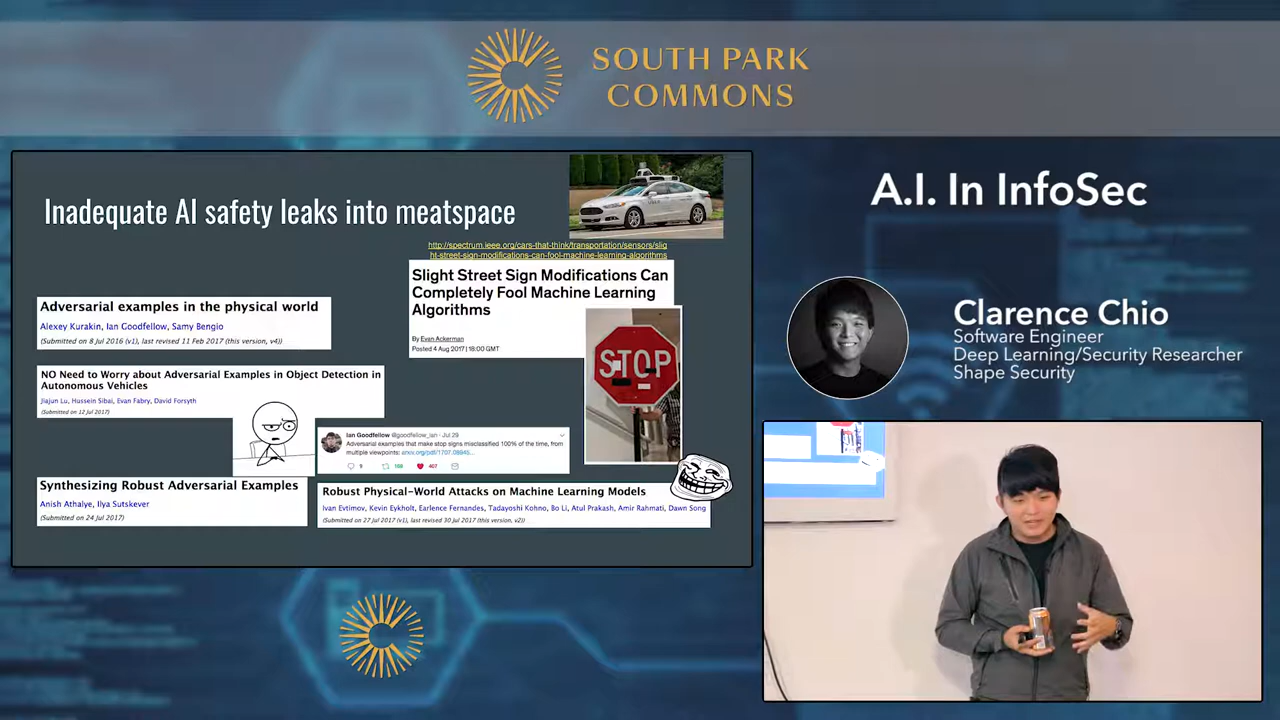 SOUTH PARK
COMMONS
Inadequate AI safety leaks into meatspace
http://spectrum.ieee.org/cars-that-think/transportation/sensors/slig
ht-street-sign-modifications-can-fool-machine-learning-algorithms
Slight Street Sign Modifications Can
Completely Fool Machine Learning
Algorithms
By Evan Ackerman
Posted 4 Aug 2017 | 18:00 GMT
STOP
Adversarial examples in the physical world
Alexey Kurakin, Ian Goodfellow, Samy Bengio
(Submitted on 8 Jul 2016 (v1), last revised 11 Feb 2017 (this version, v4))
NO Need to Worry about Adversarial Examples in Object Detection in
Autonomous Vehicles
Jiajun Lu, Hussein Sibai, Evan Fabry, David Forsyth
(Submitted on 12 Jul 2017)
Ian Goodfellow @goodfellow_ian · Jul 29
Adversarial examples that make stop signs misclassified 100% of the time, from
multiple viewpoints: arxiv.org/pdf/1707.08945...
9 188 407
Synthesizing Robust Adversarial Examples
Anish Athalye, Ilya Sutskever
(Submitted on 24 Jul 2017)
Robust Physical-World Attacks on Machine Learning Models
Ivan Evtimov, Kevin Eykholt, Earlence Fernandes, Tadayoshi Kohno, Bo Li, Atul Prakash, Amir Rahmati, Dawn Song
(Submitted on 27 Jul 2017 (v1), last revised 30 Jul 2017 (this version, v2))
A.I. In InfoSec
Clarence Chio
Software Engineer
Deep Learning/Security Researcher
Shape Security